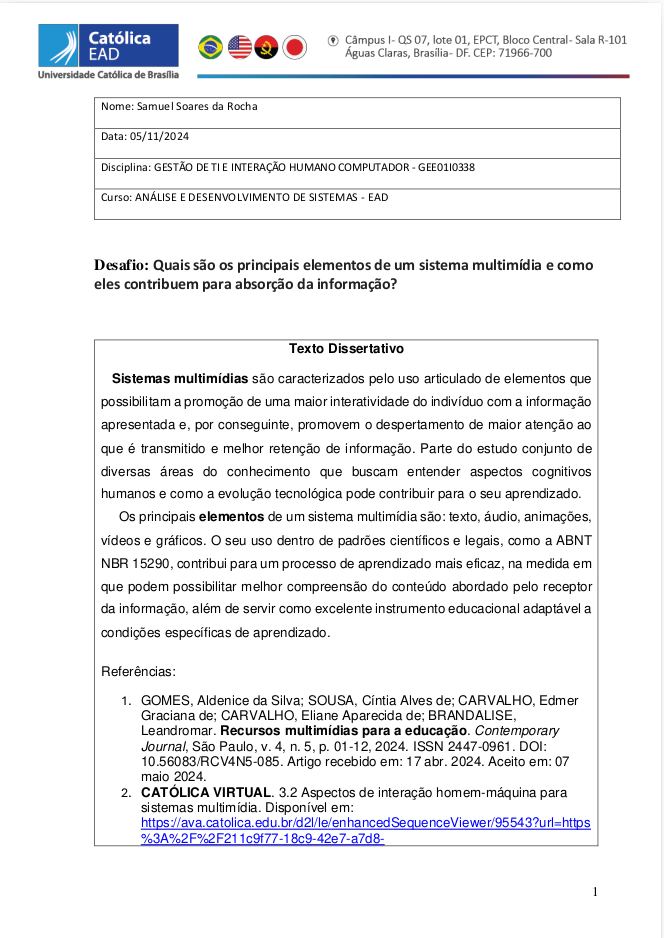 Católica
EAD
Universidade Católica de Brasília
Câmpus I- QS 07, lote 01, EPCT, Bloco Central- Sala R-101
Águas Claras, Brasília- DF. CEP: 71966-700
Nome: Samuel Soares da Rocha
Data: 05/11/2024
Disciplina: GESTÃO DE TI E INTERAÇÃO HUMANO COMPUTADOR - GEE01I0338
Curso: ANÁLISE E DESENVOLVIMENTO DE SISTEMAS - EAD
Desafio: Quais são os principais elementos de um sistema multimídia e como
eles contribuem para absorção da informação?
Texto Dissertativo
Sistemas multimídias são caracterizados pelo uso articulado de elementos que
possibilitam a promoção de uma maior interatividade do indivíduo com a informação
apresentada e, por conseguinte, promovem o despertamento de maior atenção ao
que é transmitido e melhor retenção de informação. Parte do estudo conjunto de
diversas áreas do conhecimento que buscam entender aspectos cognitivos
humanos e como a evolução tecnológica pode contribuir para o seu aprendizado.
Os principais elementos de um sistema multimídia são: texto, áudio, animações,
vídeos e gráficos. O seu uso dentro de padrões científicos e legais, como a ABNT
NBR 15290, contribui para um processo de aprendizado mais eficaz, na medida em
que podem possibilitar melhor compreensão do conteúdo abordado pelo receptor
da informação, além de servir como excelente instrumento educacional adaptável a
condições específicas de aprendizado.
Referências:
1. GOMES, Aldenice da Silva; SOUSA, Cíntia Alves de; CARVALHO, Edmer
Graciana de; CARVALHO, Eliane Aparecida de; BRANDALISE,
Leandromar. Recursos multimídias para a educação. Contemporary
Journal, São Paulo, v. 4, n. 5, p. 01-12, 2024. ISSN 2447-0961. DOI:
10.56083/RCV4N5-085. Artigo recebido em: 17 abr. 2024. Aceito em: 07
maio 2024.
2. CATÓLICA VIRTUAL. 3.2 Aspectos de interação homem-máquina para
sistemas multimídia. Disponível em:
https://ava.catolica.edu.br/d2l/le/enhancedSequenceViewer/95543?url=https
%3A%2F%2F211c9f77-18c9-42e7-a7d8-
1